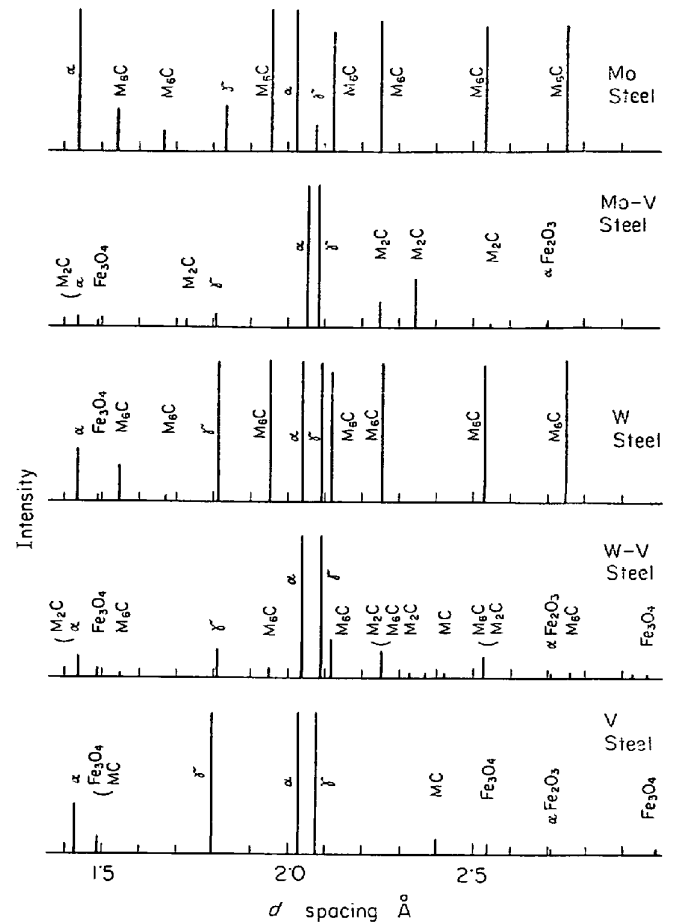 α
M₆C
M₆C
γ
M₆C
α
γ
M₆C
M₆C
M₆C
M₆C
Mo
Steel
(M₂C
α
Fe₃O₄
M₂C
γ
α
γ
M₂C
M₂C
M₂C
α Fe₂O₃
Mo-V
Steel
α
Fe₃O₄
M₆C
M₆C
γ
M₆C
α
γ
M₆C
M₆C
M₆C
M₆C
W
Steel
(M₂C
α
Fe₃O₄
M₆C
γ
M₆C
α
γ
M₆C
(M₂C
M₆C
M₂C
MC
(M₆C
M₂C
α Fe₂O₃
M₆C
Fe₃O₄
W-V
Steel
α
(Fe₃O₄
MC
γ
α
γ
MC
Fe₃O₄
α Fe₂O₃
Fe₃O₄
V
Steel
Intensity
1·5
2·0
2·5
d spacing Å